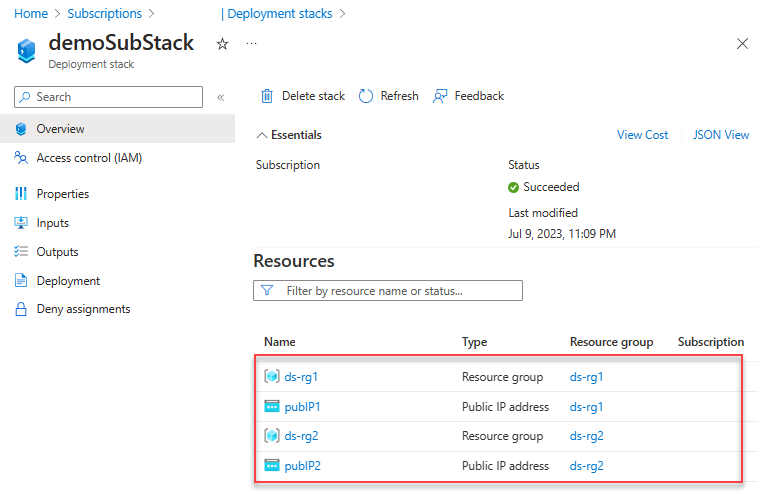 Home > Subscriptions > | Deployment stacks >
demoSubStack ☆ ...
Deployment stack
Search «
Overview
Access control (IAM)
Properties
Inputs
Outputs
Deployment
Deny assignments
Delete stack Refresh Feedback
Essentials View Cost JSON View
Subscription Status
Succeeded
Last modified
Jul 9, 2023, 11:09 PM
Resources
Filter by resource name or status...
Name Type Resource group Subscription
ds-rg1 Resource group ds-rg1
pubIP1 Public IP address ds-rg1
ds-rg2 Resource group ds-rg2
pubIP2 Public IP address ds-rg2